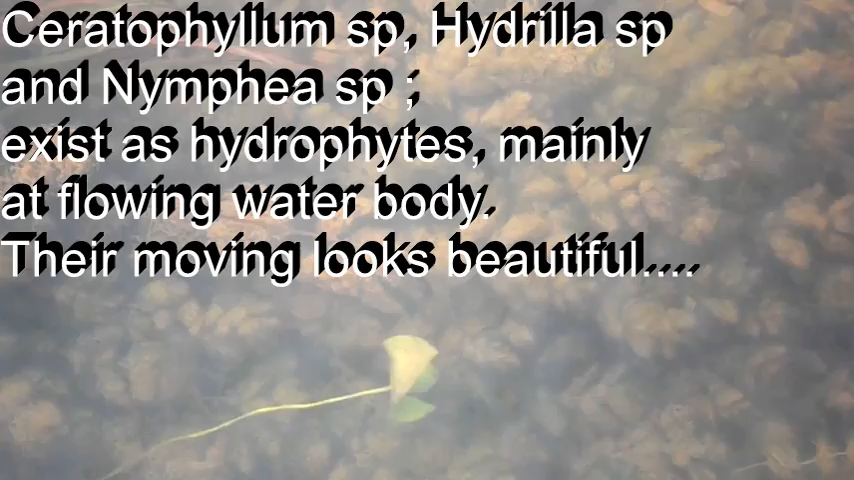 Ceratophyllum sp, Hydrilla sp
and Nymphea sp ;
exist as hydrophytes, mainly
at flowing water body.
Their moving looks beautiful....